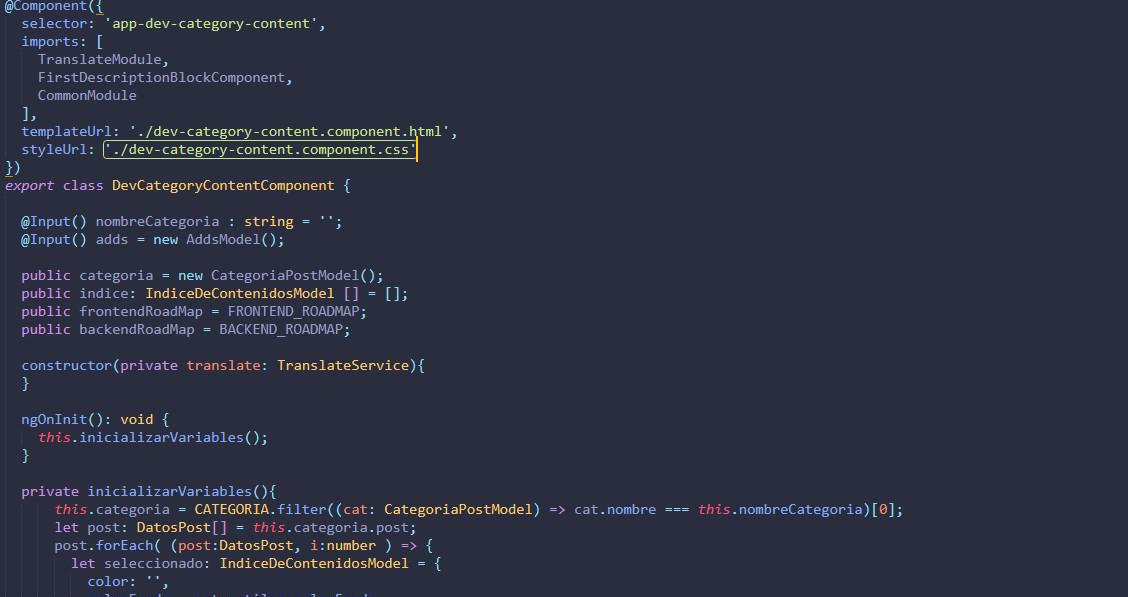 @Component({
selector: 'app-dev-category-content',
imports: [
TranslateModule,
FirstDescriptionBlockComponent,
CommonModule
],
templateUrl: './dev-category-content.component.html',
styleUrl: './dev-category-content.component.css'
})
export class DevCategoryContentComponent {
@Input() nombreCategoria : string = '';
@Input() adds = new AddsModel();
public categoria = new CategoriaPostModel();
public indice: IndiceDeContenidosModel [] = [];
public frontendRoadMap = FRONTEND_ROADMAP;
public backendRoadMap = BACKEND_ROADMAP;
constructor(private translate: TranslateService){
}
ngOnInit(): void {
this.inicializarVariables();
}
private inicializarVariables(){
this.categoria = CATEGORIA.filter((cat: CategoriaPostModel) => cat.nombre === this.nombreCategoria)[0];
let post: DatosPost[] = this.categoria.post;
post.forEach( (post:DatosPost, i:number ) => {
let seleccionado: IndiceDeContenidosModel = {
color: '',